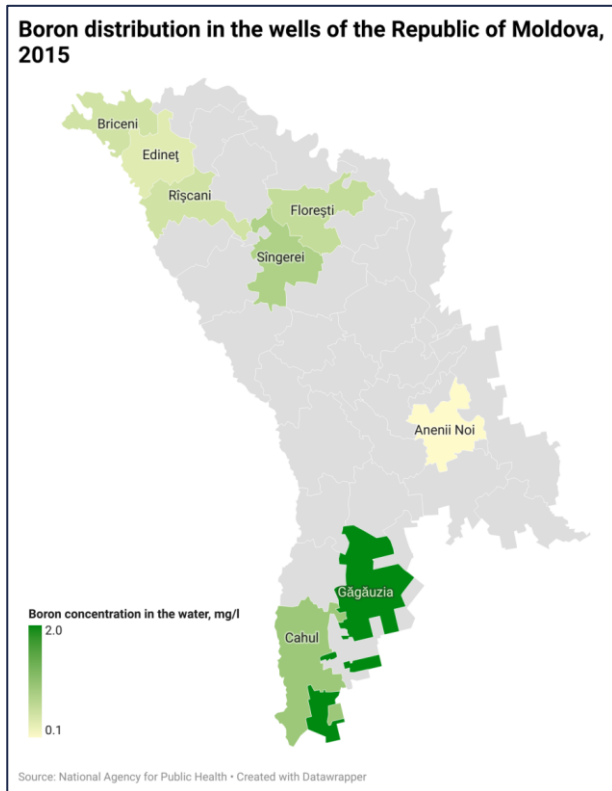 Boron distribution in the wells of the Republic of Moldova,
2015
Briceni
Edineţ
Rîşcani
Floreşti
Sîngerei
Anenii Noi
Găgăuzia
Boron concentration in the water, mg/l
2.0
Cahul
0.1
Source: National Agency for Public Health • Created with Datawrapper